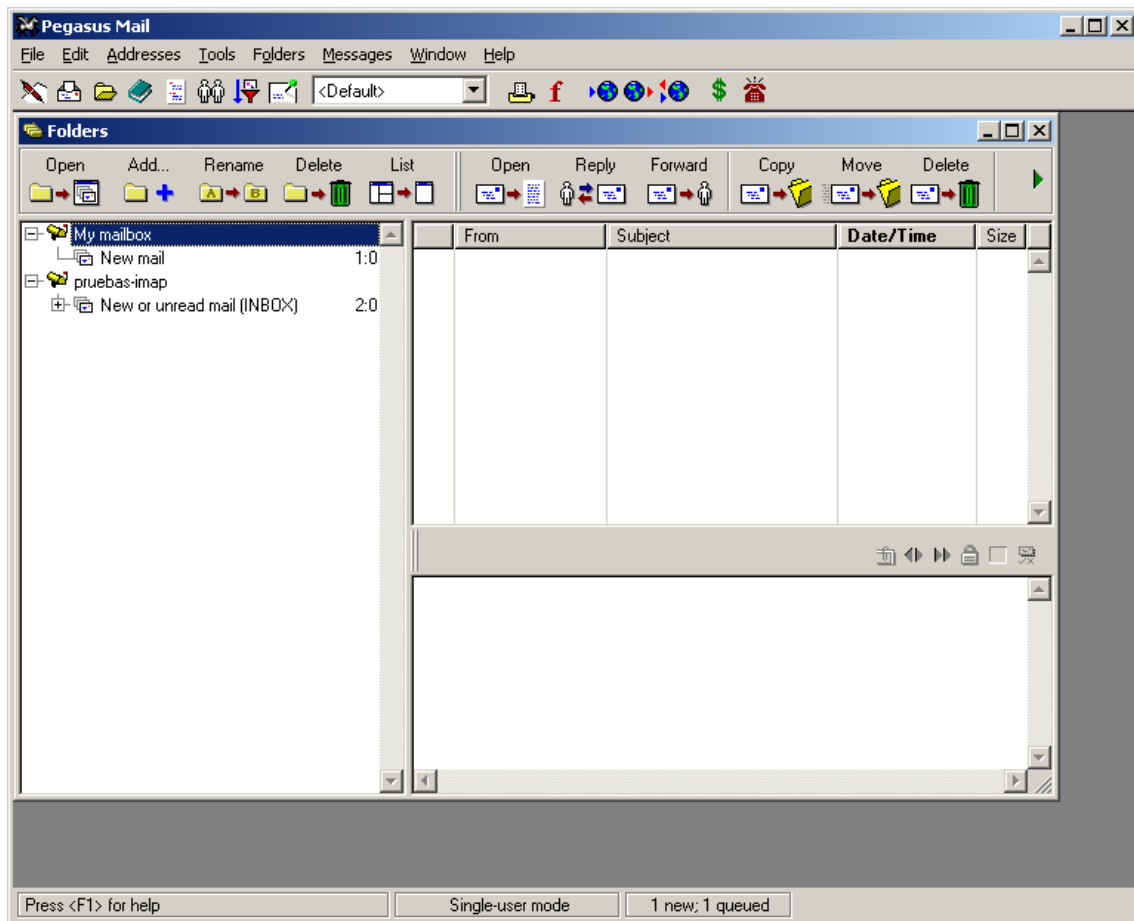 Pegasus Mail
File Edit Addresses Tools Folders Messages Window Help
<Default>
Folders
Open Add... Rename Delete List Open Reply Forward Copy Move Delete
A B
My mailbox
From Subject Date/Time Size
New mail 1:0
pruebas-imap
New or unread mail (INBOX) 2:0
Press <F1> for help Single-user mode 1 new; 1 queued